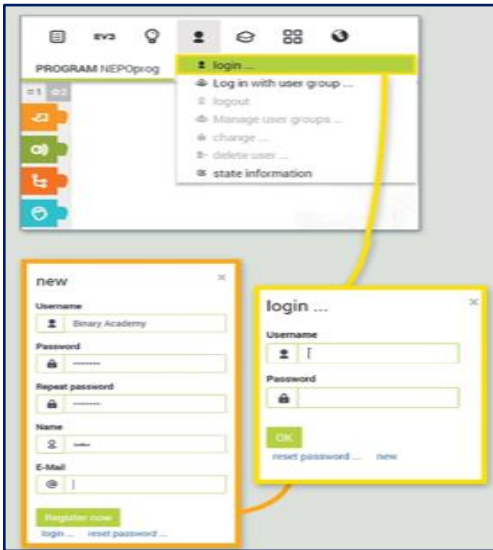 EV3
PROGRAM NEPOprog
login ...
Log in with user group ...
logout
Manage user groups ...
change ...
delete user ...
state information
1 2
new
×
Username
Binary Academy
Password
Repeat password
Name
E-Mail
@
Register now
login ... reset password ...
login ...
×
Username
Password
OK
reset password ... new